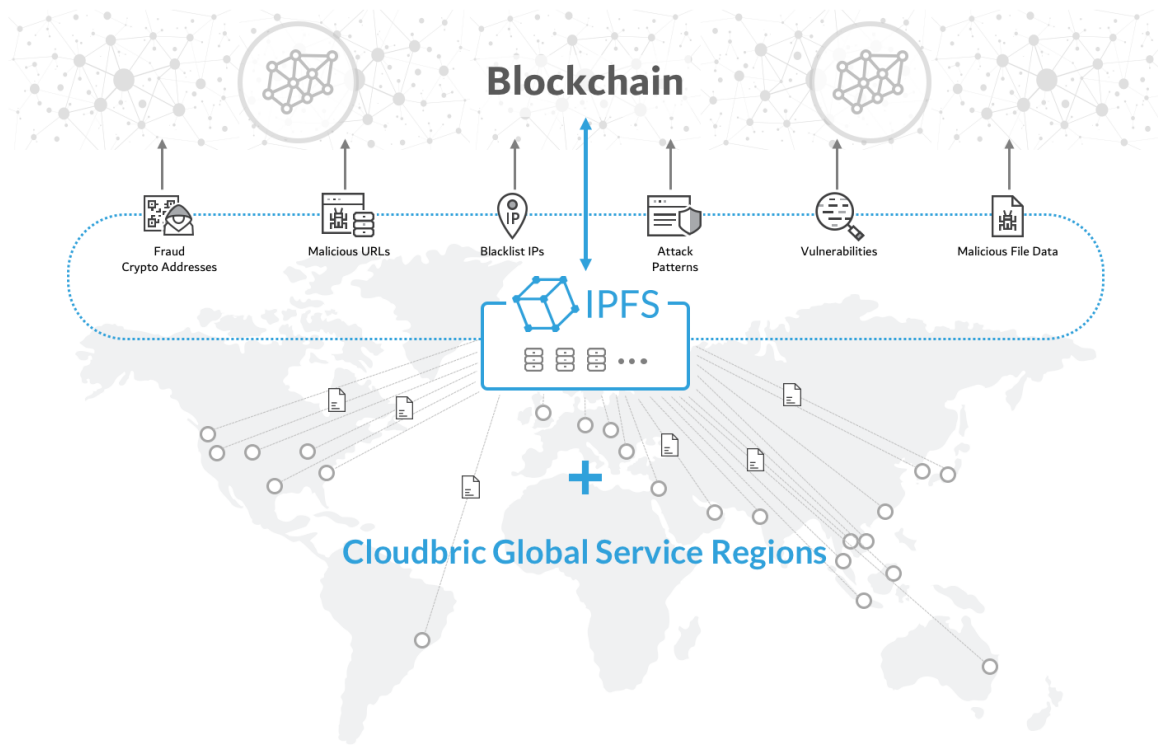 Blockchain
IP
Fraud
Crypto Addresses
Malicious URLs
Blacklist IPs
Attack
Patterns
Vulnerabilities
Malicious File Data
IPFS
Cloudbric Global Service Regions